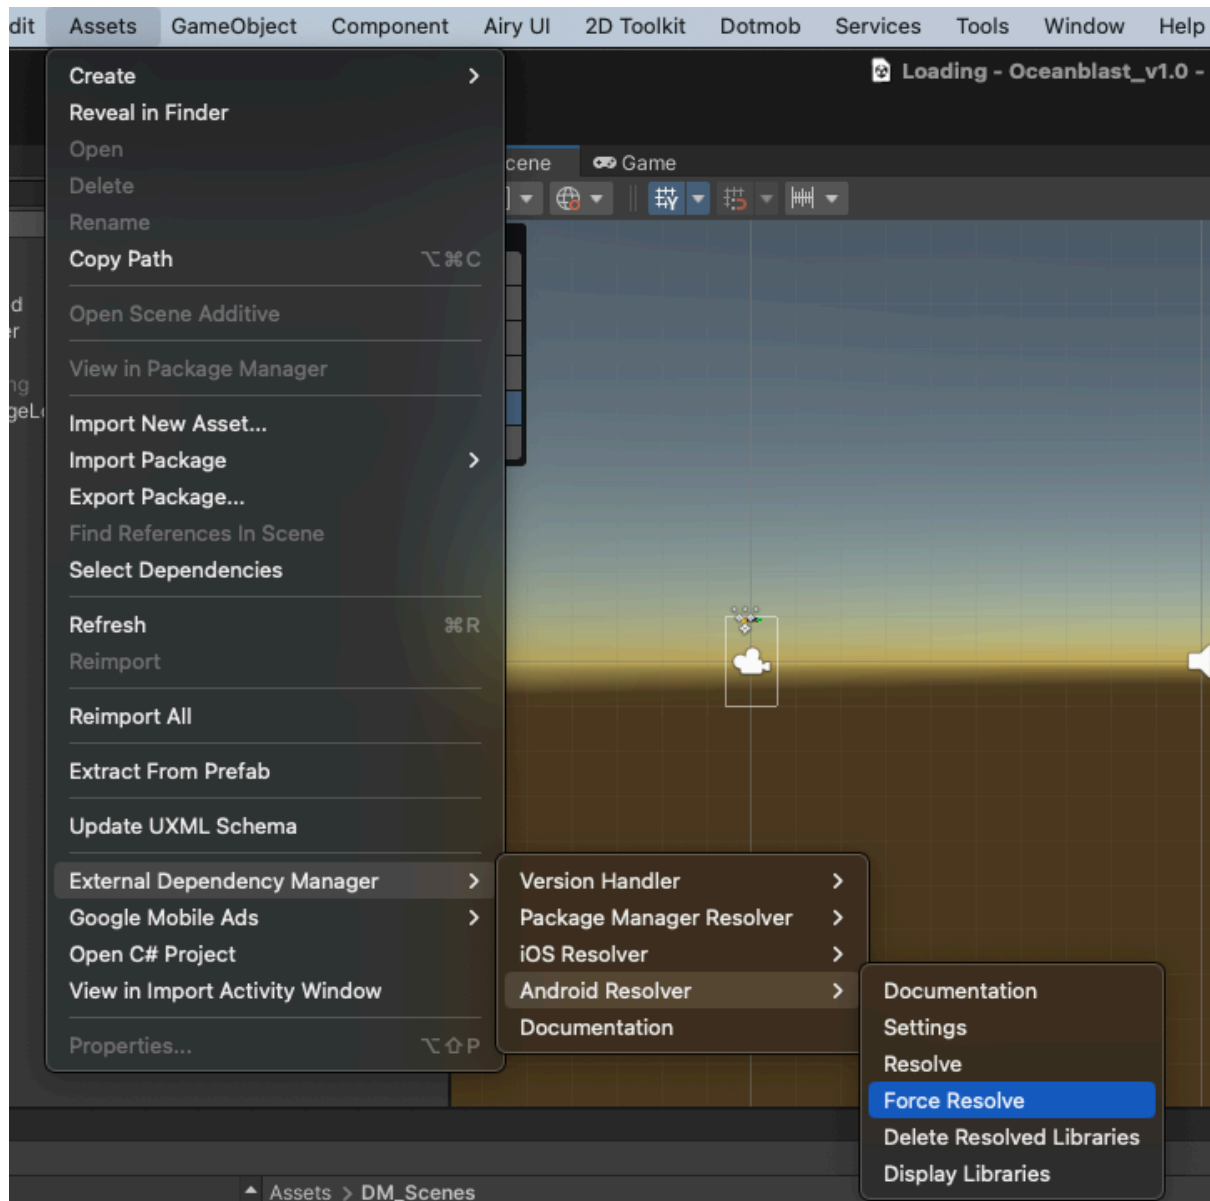 dit Assets GameObject Component Airy UI 2D Toolkit Dotmob Services Tools Window Help
Loading - Oceanblast_v1.0 -
cene Game
Create
Reveal in Finder
Open
Delete
Rename
Copy Path ⌥⌘C
Open Scene Additive
View in Package Manager
Import New Asset...
Import Package
Export Package...
Find References In Scene
Select Dependencies
Refresh ⌘R
Reimport
Reimport All
Extract From Prefab
Update UXML Schema
External Dependency Manager
Google Mobile Ads
Open C# Project
View in Import Activity Window
Properties... ⌥⇧P
Version Handler
Package Manager Resolver
iOS Resolver
Android Resolver
Documentation
Documentation
Settings
Resolve
Force Resolve
Delete Resolved Libraries
Display Libraries
d
er
ng
geL
Assets > DM_Scenes